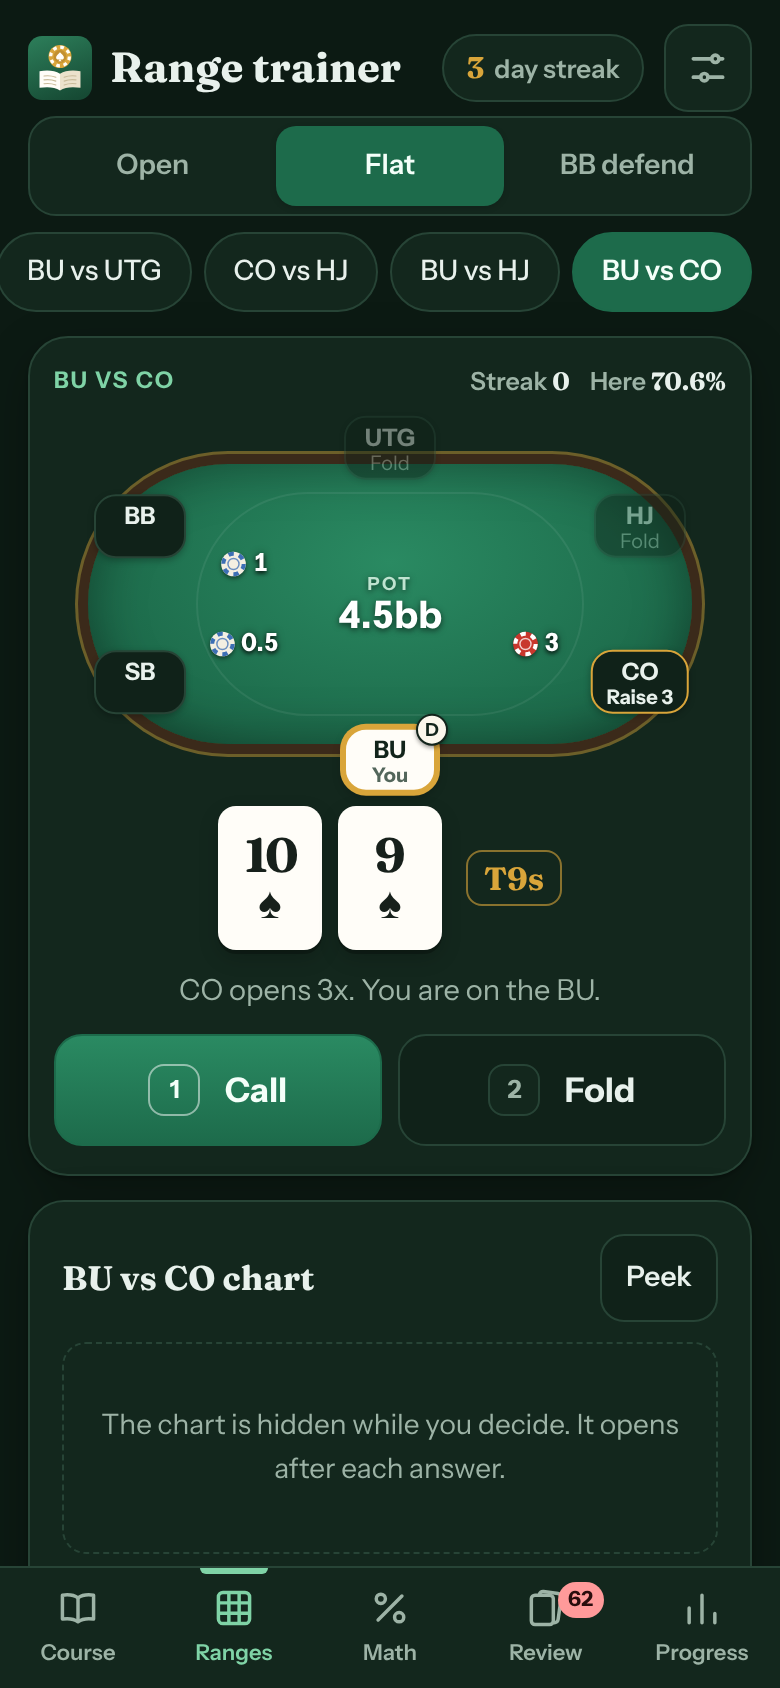 Range trainer
3 day streak
Open
Flat
BB defend
BU vs UTG
CO vs HJ
BU vs HJ
BU vs CO
BU VS CO
Streak 0
Here 70.6%
UTG
Fold
BB
HJ
Fold
1
POT
4.5bb
0.5
3
SB
CO
Raise 3
D
BU
You
10
♠
9
♠
T9s
CO opens 3x. You are on the BU.
1 Call
2 Fold
BU vs CO chart
Peek
The chart is hidden while you decide. It opens
after each answer.
62
Course
Ranges
Math
Review
Progress